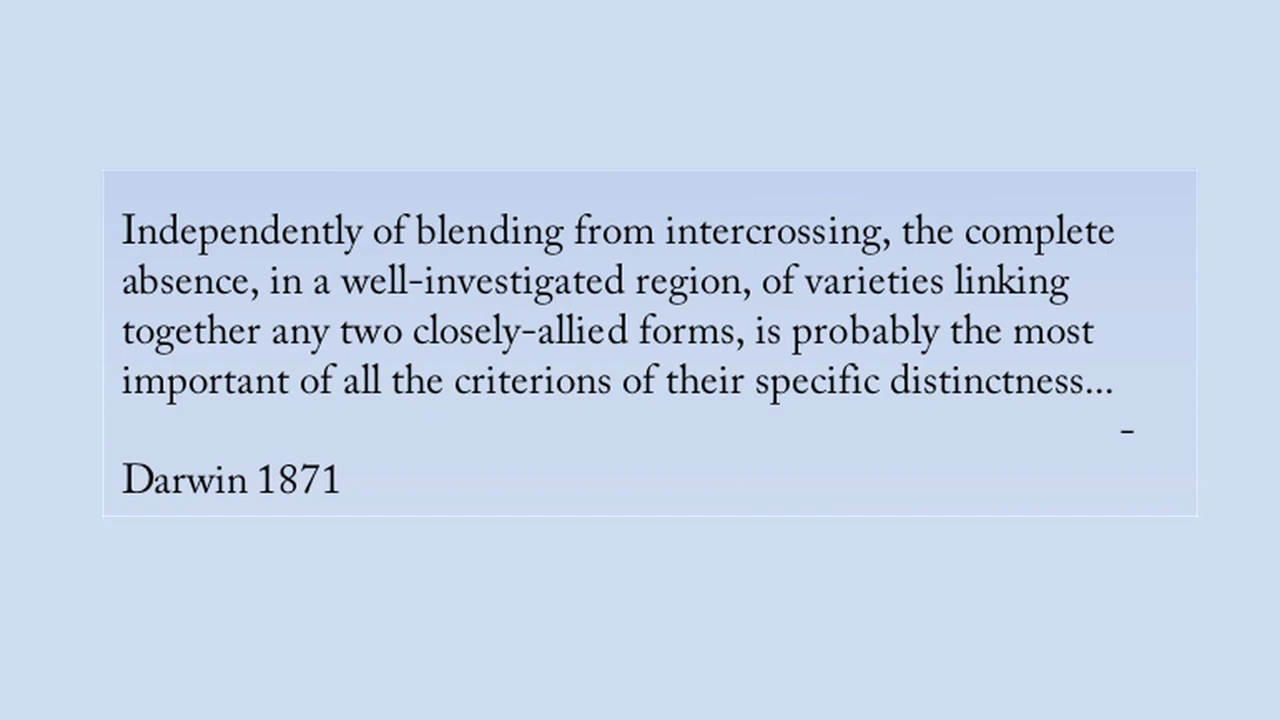 Independently of blending from intercrossing, the complete
absence, in a well-investigated region, of varieties linking
together any two closely-allied forms, is probably the most
important of all the criterions of their specific distinctness...
-
Darwin 1871